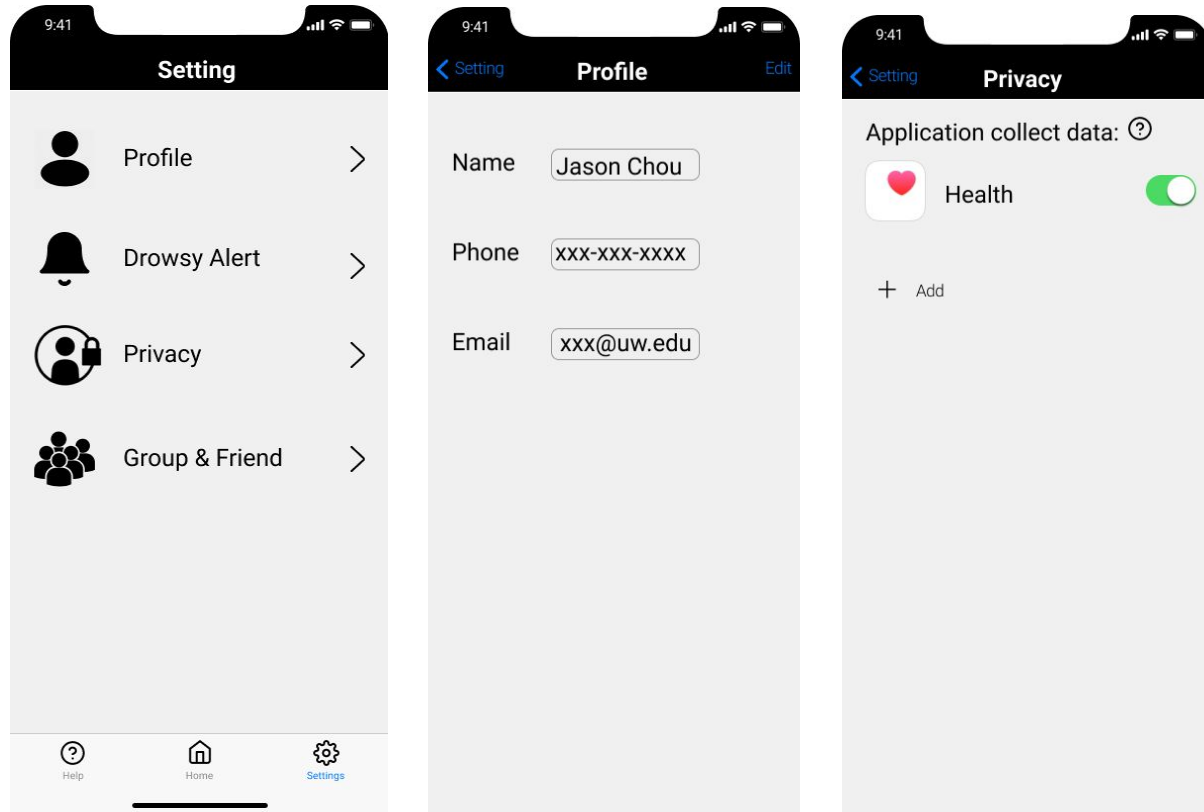 9:41
Setting
Profile
Drowsy Alert
Privacy
Group & Friend
Help Home Settings
9:41
Setting Profile Edit
Name Jason Chou
Phone xxx-xxx-xxxx
Email xxx@uw.edu
9:41
Setting Privacy
Application collect data: ?
Health
+ Add